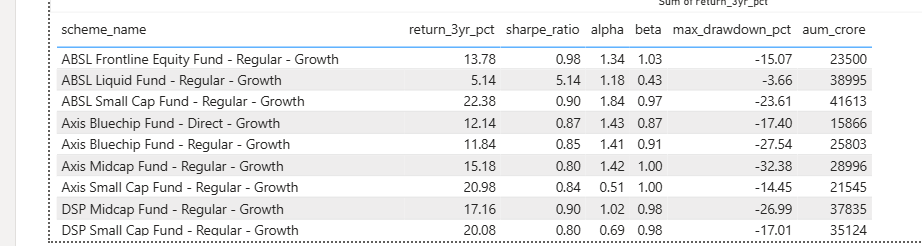 Sum of return_3yr_pct
scheme_name return_3yr_pct sharpe_ratio alpha beta max_drawdown_pct aum_crore
ABSL Frontline Equity Fund - Regular - Growth 13.78 0.98 1.34 1.03 -15.07 23500
ABSL Liquid Fund - Regular - Growth 5.14 5.14 1.18 0.43 -3.66 38995
ABSL Small Cap Fund - Regular - Growth 22.38 0.90 1.84 0.97 -23.61 41613
Axis Bluechip Fund - Direct - Growth 12.14 0.87 1.43 0.87 -17.40 15866
Axis Bluechip Fund - Regular - Growth 11.84 0.85 1.41 0.91 -27.54 25803
Axis Midcap Fund - Regular - Growth 15.18 0.80 1.42 1.00 -32.38 28996
Axis Small Cap Fund - Regular - Growth 20.98 0.84 0.51 1.00 -14.45 21545
DSP Midcap Fund - Regular - Growth 17.16 0.90 1.02 0.98 -26.99 37835
DSP Small Cap Fund - Regular - Growth 20.08 0.80 0.69 0.98 -17.01 35124